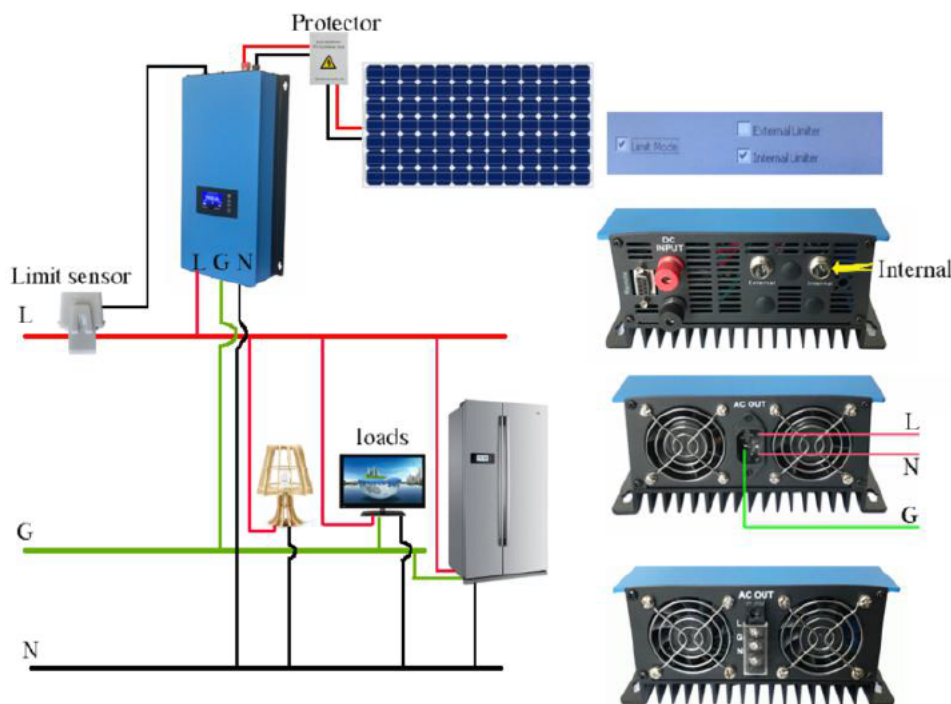 Protector
External Limiter
Limit Mode
Internal Limiter
L G N
Limit sensor
L
DC
INPUT
External
Internal
Internal
AC OUT
L
N
G
loads
G
AC OUT
L
G
N
N